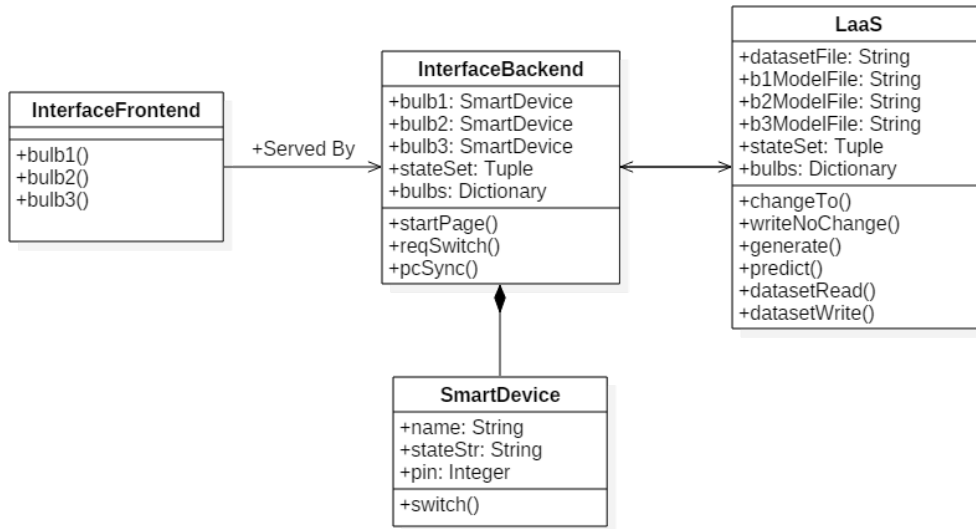 InterfaceFrontend
+bulb1()
+bulb2()
+bulb3()
+Served By
InterfaceBackend
+bulb1: SmartDevice
+bulb2: SmartDevice
+bulb3: SmartDevice
+stateSet: Tuple
+bulbs: Dictionary
+startPage()
+reqSwitch()
+pcSync()
LaaS
+datasetFile: String
+b1ModelFile: String
+b2ModelFile: String
+b3ModelFile: String
+stateSet: Tuple
+bulbs: Dictionary
+changeTo()
+writeNoChange()
+generate()
+predict()
+datasetRead()
+datasetWrite()
SmartDevice
+name: String
+stateStr: String
+pin: Integer
+switch()